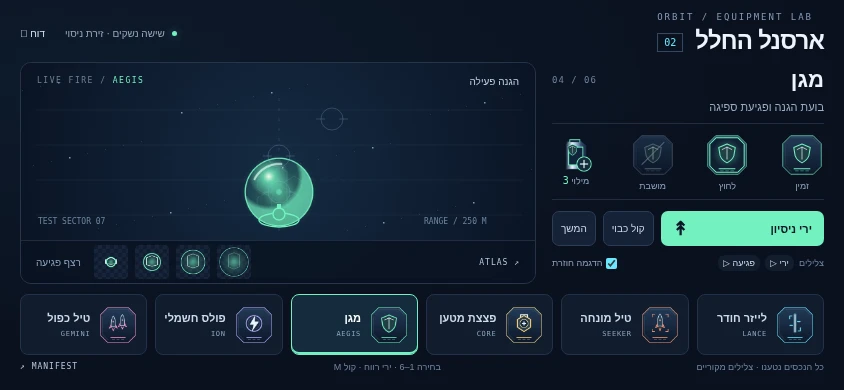 ORBIT / EQUIPMENT LAB
ארסנל החלל 02
שישה נשקים · זירת ניסוי
דוח
מגן
04 / 06
בועת הגנה ופגיעת ספיגה
זמין
לחוץ
מושבת
מילוי 3
ירי ניסיון
קול כבוי
המשך
צלילים
ירי ▷
פגיעה ▷
הדגמה חוזרת
LIVE FIRE / AEGIS
הגנה פעילה
TEST SECTOR 07
RANGE / 250 M
רצף פגיעה
ATLAS ↗
לייזר חודר
LANCE
טיל מונחה
SEEKER
פצצת מטען
CORE
מגן
AEGIS
פולס חשמלי
ION
טיל כפול
GEMINI
כל הנכסים נטענו · צלילים מקוריים
בחירה 1–6 · ירי רווח · קול M
↗ MANIFEST